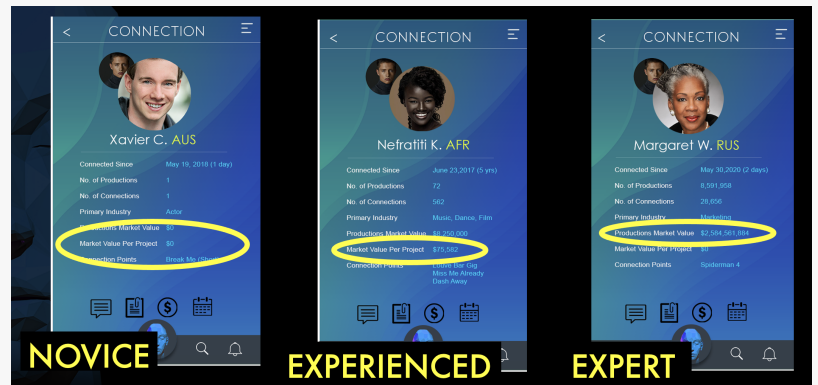 < CONNECTION
Xavier C. AUS
Connected Since May 19, 2018 (1 day)
No. of Productions 1
No. of Connections 1
Primary Industry Actor
Productions Market Value $0
Market Value Per Project $0
Connection Points Break Me
NOVICE
< CONNECTION
Nefratiti K. AFR
Connected Since June 23,2017 (5 yrs)
No. of Productions 72
No. of Connections 562
Primary Industry Music, Dance, Film
Productions Market Value $8,250,000
Market Value Per Project $75,582
Connection Points Louve Bar Gig
Miss Me Already
Dash Away
EXPERIENCED
< CONNECTION
Margaret W. RUS
Connected Since May 30,2020 (2 days)
No. of Productions 8,591,958
No. of Connections 28,656
Primary Industry Marketing
Productions Market Value $2,584,561,884
Market Value Per Project $0
Connection Points Spiderman 4
EXPERT